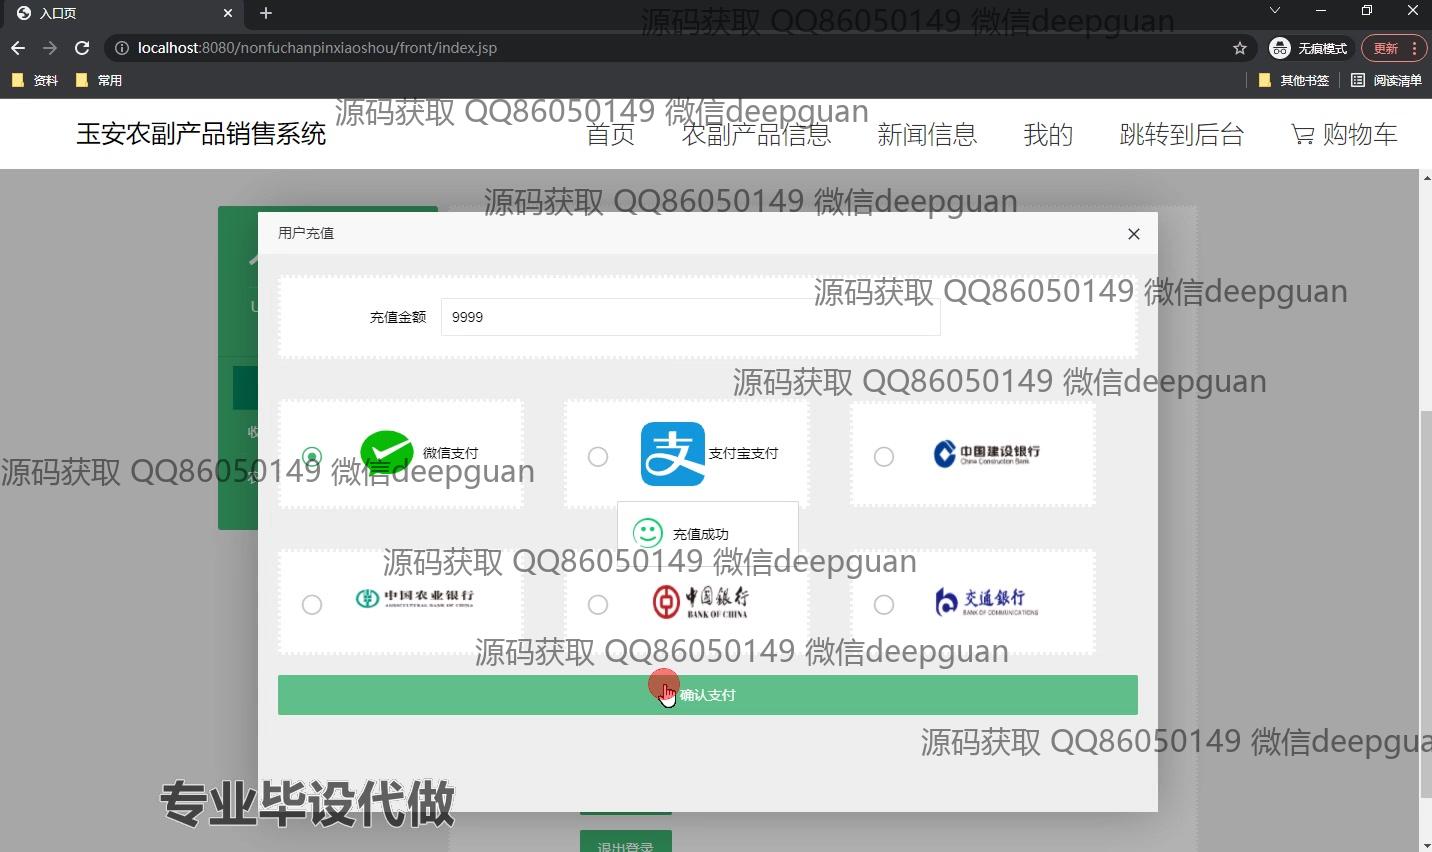 入口页
源码获取 QQ86050149 微信deepguan
localhost:8080/nonfuchanpinxiaoshou/front/index.jsp
无痕模式
更新
资料
常用
其他书签
阅读清单
源码获取 QQ86050149 微信deepguan
玉安农副产品销售系统
首页
农副产品信息
新闻信息
我的
跳转到后台
购物车
源码获取 QQ86050149 微信deepguan
用户充值
源码获取 QQ86050149 微信deepguan
充值金额
9999
源码获取 QQ86050149 微信deepguan
微信支付
支付宝支付
中国建设银行
China Construction Bank
源码获取 QQ86050149 微信deepguan
充值成功
源码获取 QQ86050149 微信deepguan
中国农业银行
AGRICULTURAL BANK OF CHINA
中国银行
BANK OF CHINA
交通银行
BANK OF COMMUNICATIONS
源码获取 QQ86050149 微信deepguan
确认支付
源码获取 QQ86050149 微信deepgua
专业毕设代做
退出登录